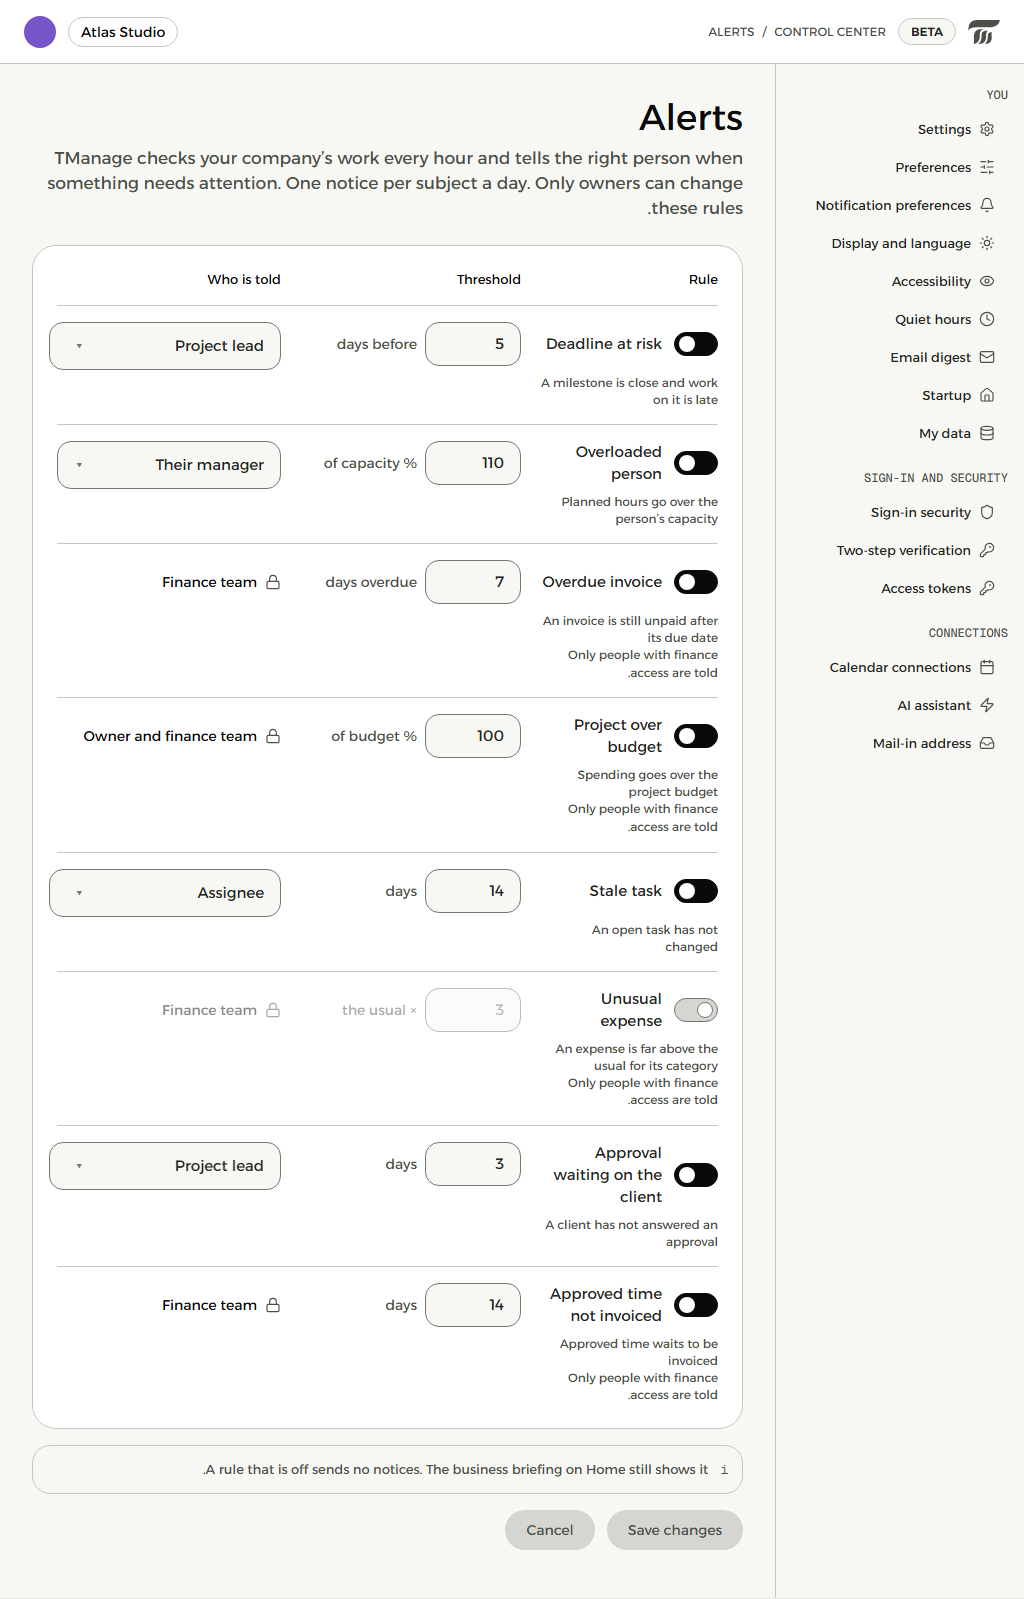 BETA
CONTROL CENTER / ALERTS
Atlas Studio
YOU
Settings
Preferences
Notification preferences
Display and language
Accessibility
Quiet hours
Email digest
Startup
My data
SIGN-IN AND SECURITY
Sign-in security
Two-step verification
Access tokens
CONNECTIONS
Calendar connections
AI assistant
Mail-in address
Alerts
TManage checks your company’s work every hour and tells the right person when
something needs attention. One notice per subject a day. Only owners can change
.these rules
Rule
Threshold
Who is told
Deadline at risk
5
days before
Project lead
A milestone is close and work
on it is late
Overloaded
person
110
of capacity %
Their manager
Planned hours go over the
person’s capacity
Overdue invoice
7
days overdue
Finance team
An invoice is still unpaid after
its due date
Only people with finance
.access are told
Project over
budget
100
of budget %
Owner and finance team
Spending goes over the
project budget
Only people with finance
.access are told
Stale task
14
days
Assignee
An open task has not
changed
Unusual
expense
3
the usual ×
Finance team
An expense is far above the
usual for its category
Only people with finance
.access are told
Approval
waiting on the
client
3
days
Project lead
A client has not answered an
approval
Approved time
not invoiced
14
days
Finance team
Approved time waits to be
invoiced
Only people with finance
.access are told
i
.A rule that is off sends no notices. The business briefing on Home still shows it
Save changes
Cancel